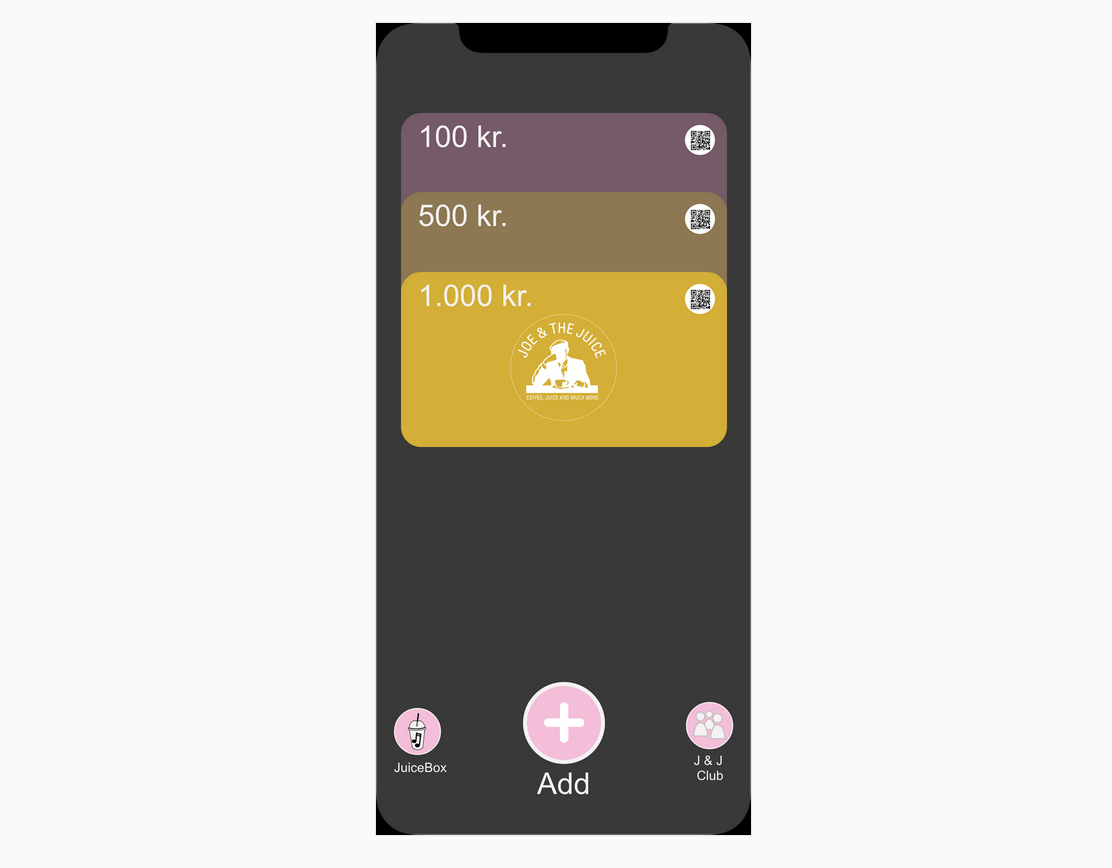 100 kr.
500 kr.
1.000 kr.
JOE & THE JUICE
COFFEE, JUICE AND MUCH MORE
JuiceBox
Add
J & J
Club